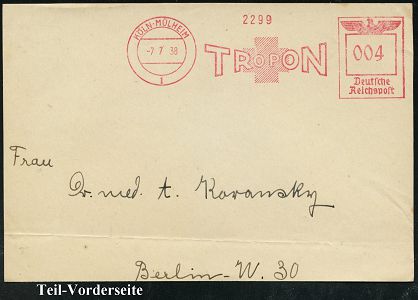 2299
KÖLN-MÜLHEIM
-7.7.38
1
TROPON
004
Deutsche
Reichspost
Frau
Dr. med. A. Koransky
Berlin-W. 30
Teil-Vorderseite